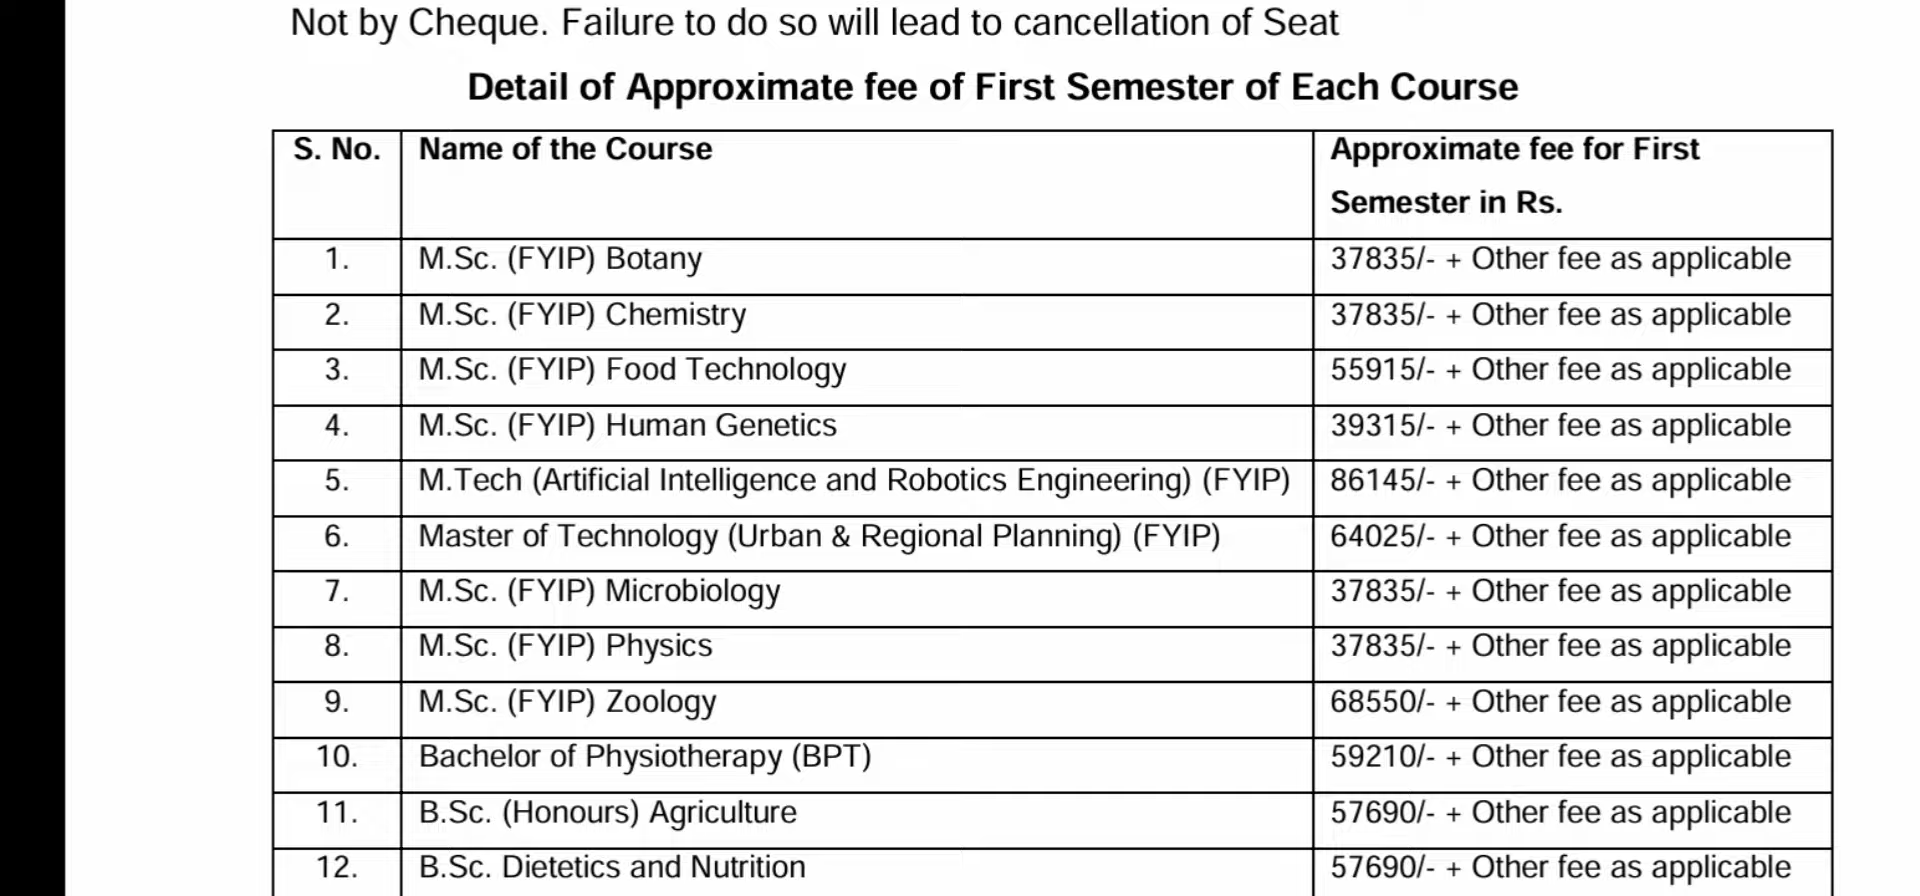 Not by Cheque. Failure to do so will lead to cancellation of Seat
Detail of Approximate fee of First Semester of Each Course
S. No. Name of the Course Approximate fee for First
Semester in Rs.
1. M.Sc. (FYIP) Botany 37835/- + Other fee as applicable
2. M.Sc. (FYIP) Chemistry 37835/- + Other fee as applicable
3. M.Sc. (FYIP) Food Technology 55915/- + Other fee as applicable
4. M.Sc. (FYIP) Human Genetics 39315/- + Other fee as applicable
5. M.Tech (Artificial Intelligence and Robotics Engineering) (FYIP) 86145/- + Other fee as applicable
6. Master of Technology (Urban & Regional Planning) (FYIP) 64025/- + Other fee as applicable
7. M.Sc. (FYIP) Microbiology 37835/- + Other fee as applicable
8. M.Sc. (FYIP) Physics 37835/- + Other fee as applicable
9. M.Sc. (FYIP) Zoology 68550/- + Other fee as applicable
10. Bachelor of Physiotherapy (BPT) 59210/- + Other fee as applicable
11. B.Sc. (Honours) Agriculture 57690/- + Other fee as applicable
12. B.Sc. Dietetics and Nutrition 57690/- + Other fee as applicable